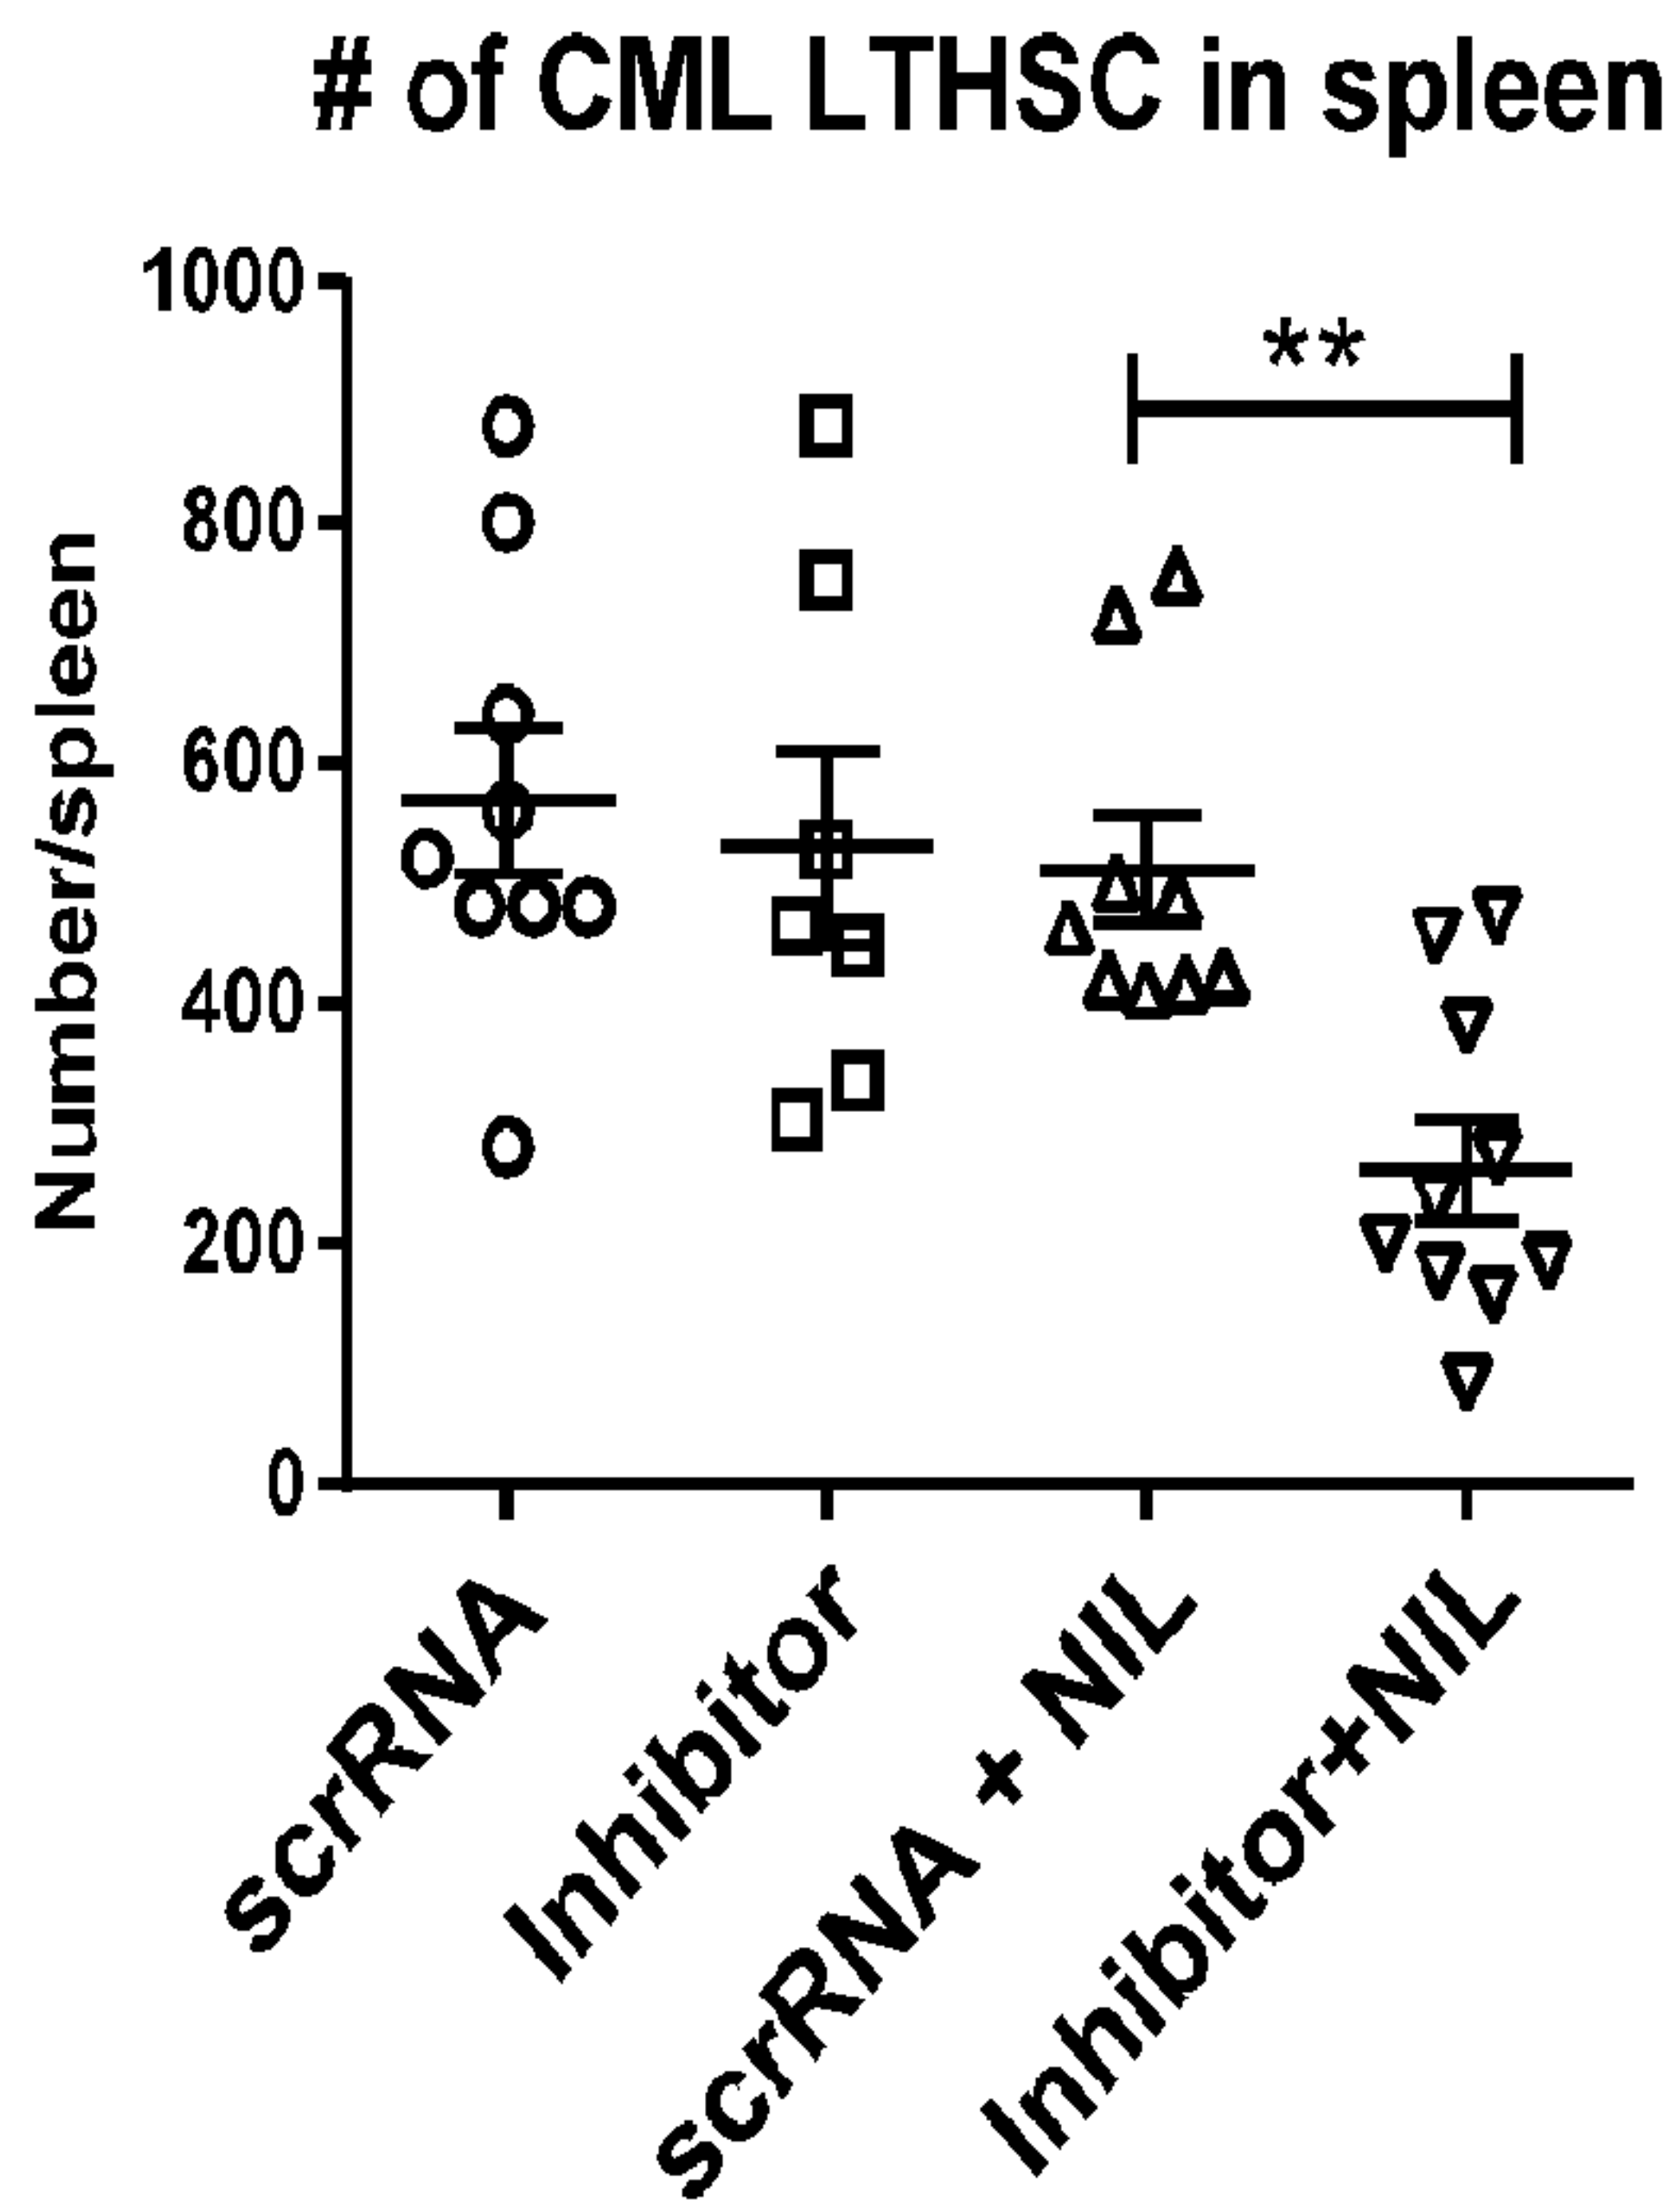 # of CML LTHSC in spleen
1000
**
800
600
400
200
0
Number/spleen
scrRNA
Inhibitor
scrRNA + NIL
Inhibitor+NIL